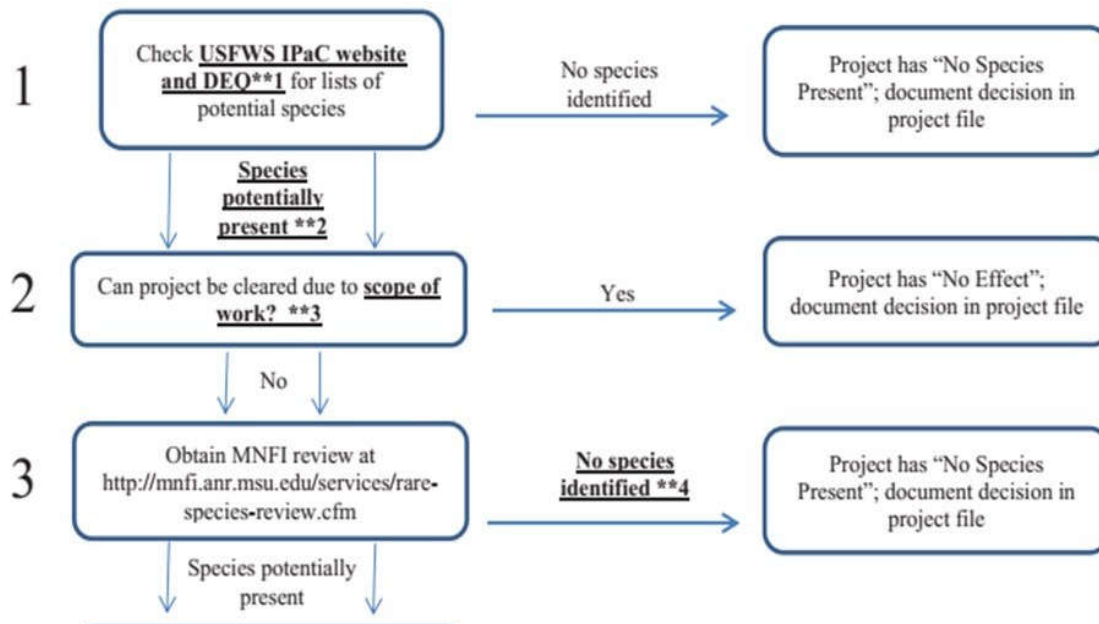 1
Check USFWS IPaC website
and DEQ**1 for lists of
potential species
No species
identified
Project has “No Species
Present”; document decision in
project file
Species
potentially
present **2
2
Can project be cleared due to scope of
work? **3
Yes
Project has “No Effect”;
document decision in project file
No
3
Obtain MNFI review at
http://mnfi.anr.msu.edu/services/rare-
species-review.cfm
No species
identified **4
Project has “No Species
Present”; document decision in
project file
Species potentially
present